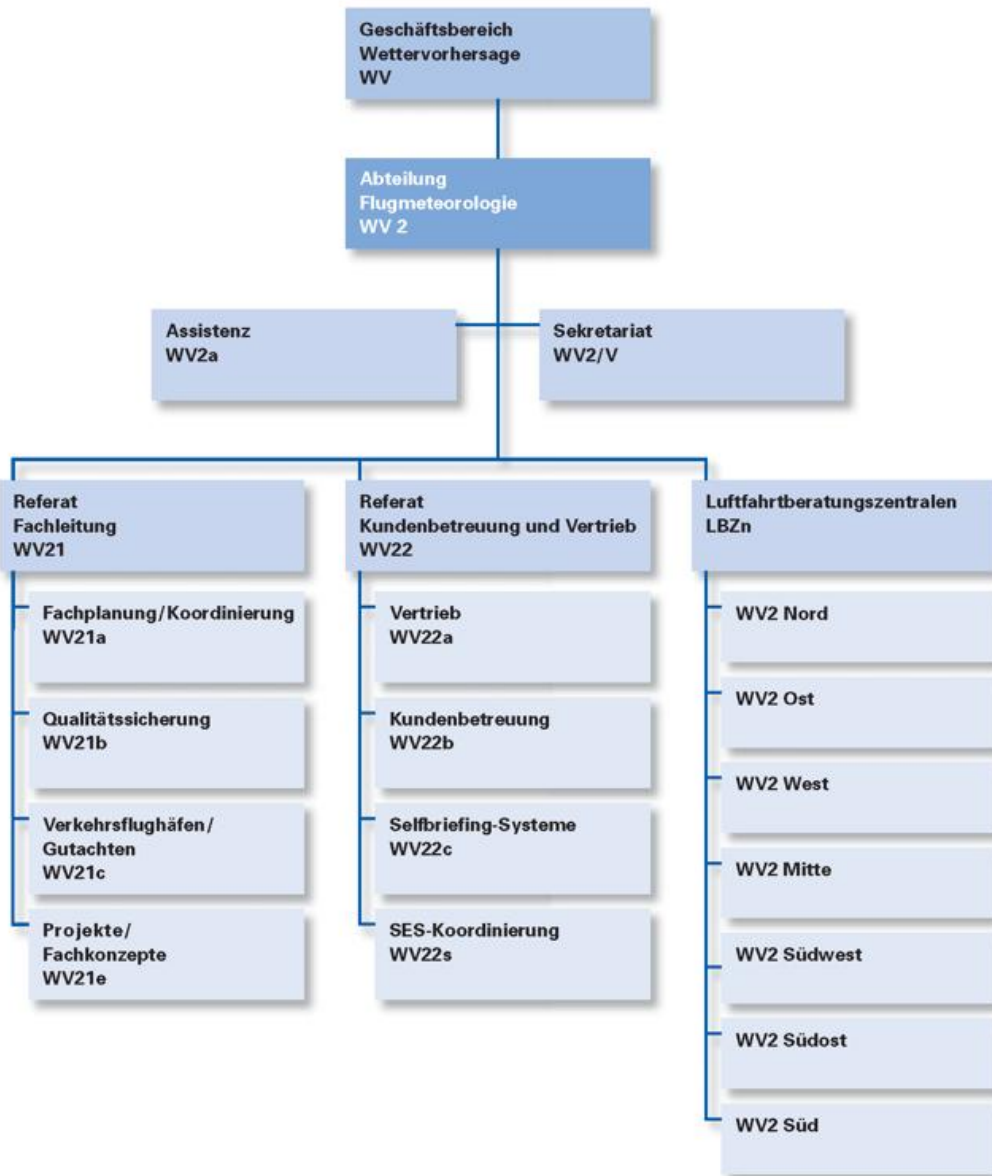 Geschäftsbereich
Wettervorhersage
WV
Abteilung
Flugmeteorologie
WV 2
Assistenz
WV2a
Sekretariat
WV2/V
Referat
Fachleitung
WV21
Fachplanung/Koordinierung
WV21a
Qualitätssicherung
WV21b
Verkehrsflughäfen/
Gutachten
WV21c
Projekte/
Fachkonzepte
WV21e
Referat
Kundenbetreuung und Vertrieb
WV22
Vertrieb
WV22a
Kundenbetreuung
WV22b
Selfbriefing-Systeme
WV22c
SES-Koordinierung
WV22s
Luftfahrtberatungszentralen
LBZn
WV2 Nord
WV2 Ost
WV2 West
WV2 Mitte
WV2 Südwest
WV2 Südost
WV2 Süd